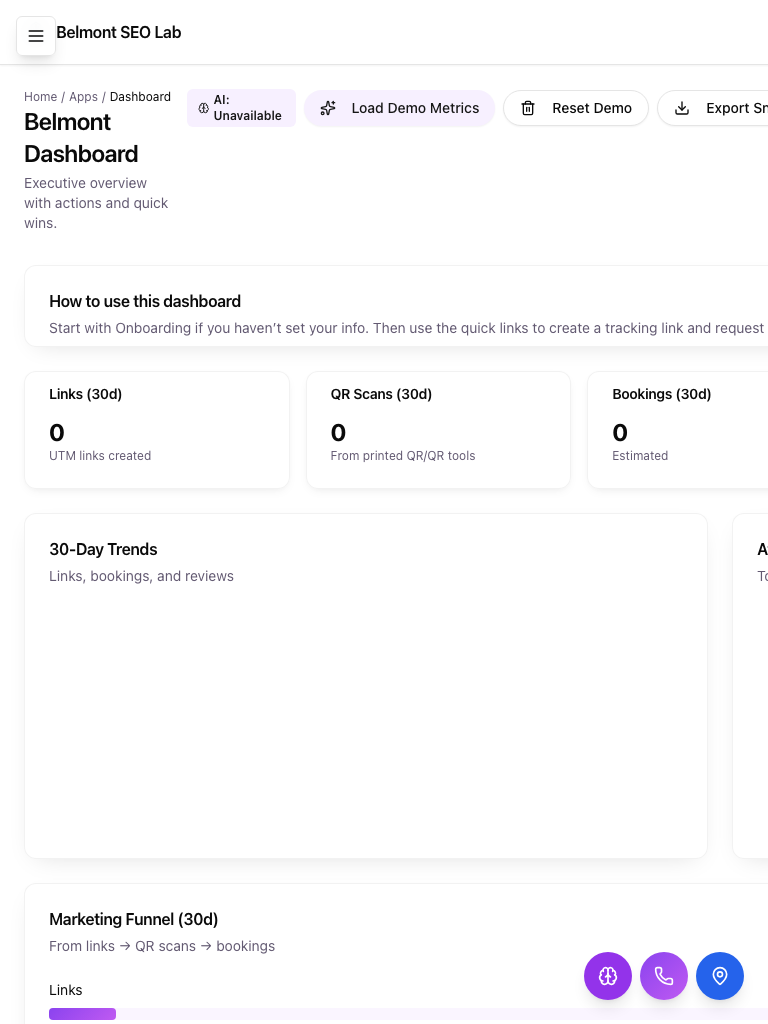 Belmont SEO Lab
Home / Apps / Dashboard
Belmont
Dashboard
Executive overview
with actions and quick
wins.
AI:
Unavailable
Load Demo Metrics
Reset Demo
Export Sn
How to use this dashboard
Start with Onboarding if you haven’t set your info. Then use the quick links to create a tracking link and request
Links (30d)
0
UTM links created
QR Scans (30d)
0
From printed QR/QR tools
Bookings (30d)
0
Estimated
30-Day Trends
Links, bookings, and reviews
Marketing Funnel (30d)
From links → QR scans → bookings
Links